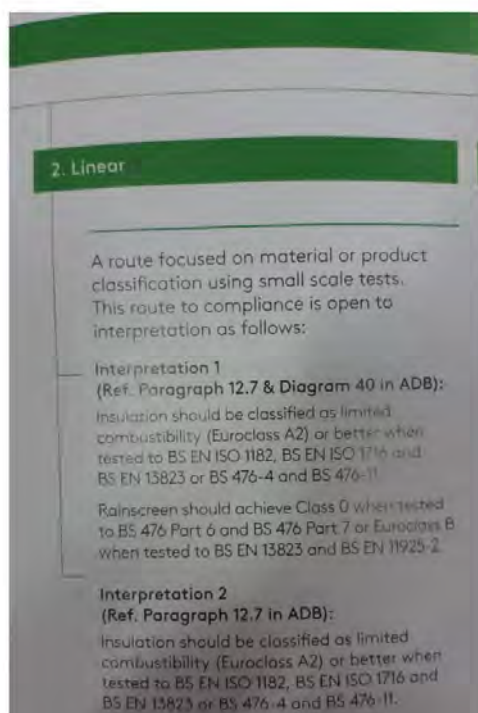 2. Linear
A route focused on material or product
classification using small scale tests.
This route to compliance is open to
interpretation as follows:
Interpretation 1
(Ref. Paragraph 12.7 & Diagram 40 in ADB):
Insulation should be classified as limited
combustibility (Euroclass A2) or better when
tested to BS EN ISO 1182, BS EN ISO 1716 and
BS EN 13823 or BS 476-4 and BS 476-11.
Rainscreen should achieve Class 0 when tested
to BS 476 Part 6 and BS 476 Part 7 or Euroclass B
when tested to BS EN 13823 and BS EN 11925-2.
Interpretation 2
(Ref. Paragraph 12.7 in ADB):
Insulation should be classified as limited
combustibility (Euroclass A2) or better when
tested to BS EN ISO 1182, BS EN ISO 1716 and
BS EN 13823 or BS 476-4 and BS 476-11.